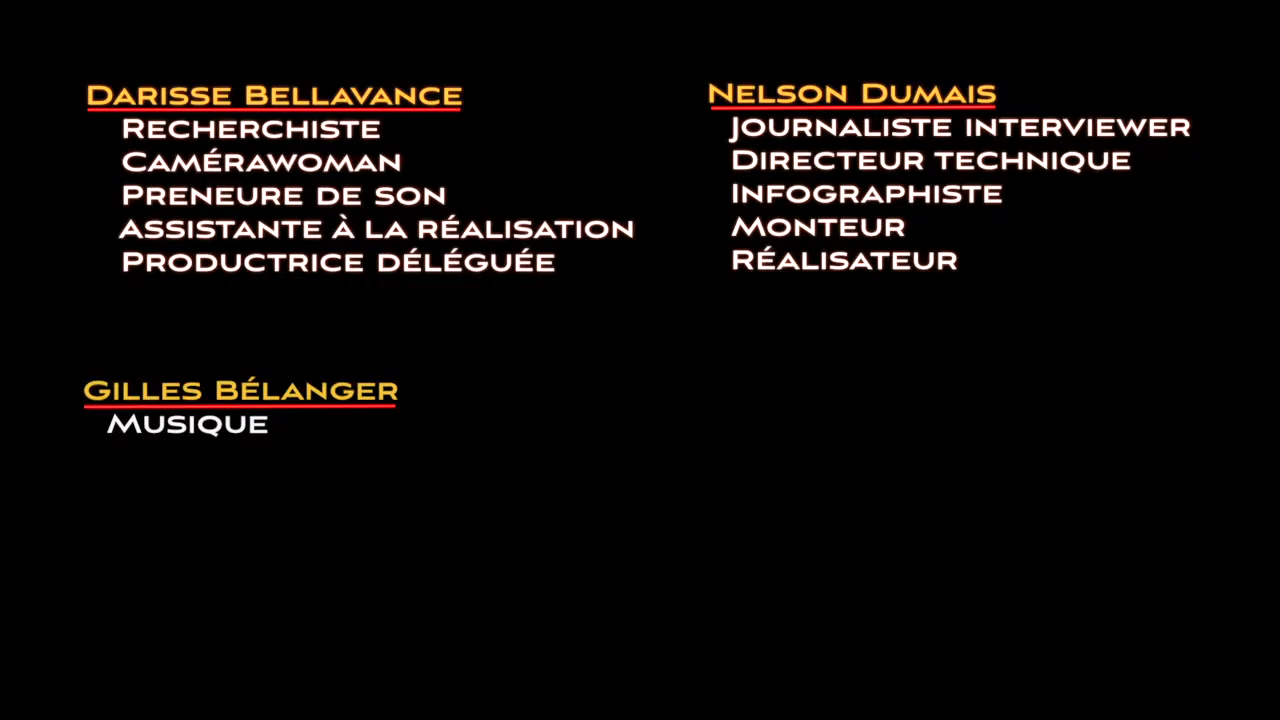 Darisse Bellavance
Recherchiste
Camérawoman
Preneure de son
Assistante à la réalisation
Productrice déléguée
Nelson Dumais
Journaliste interviewer
Directeur technique
Infographiste
Monteur
Réalisateur
Gilles Bélanger
Musique